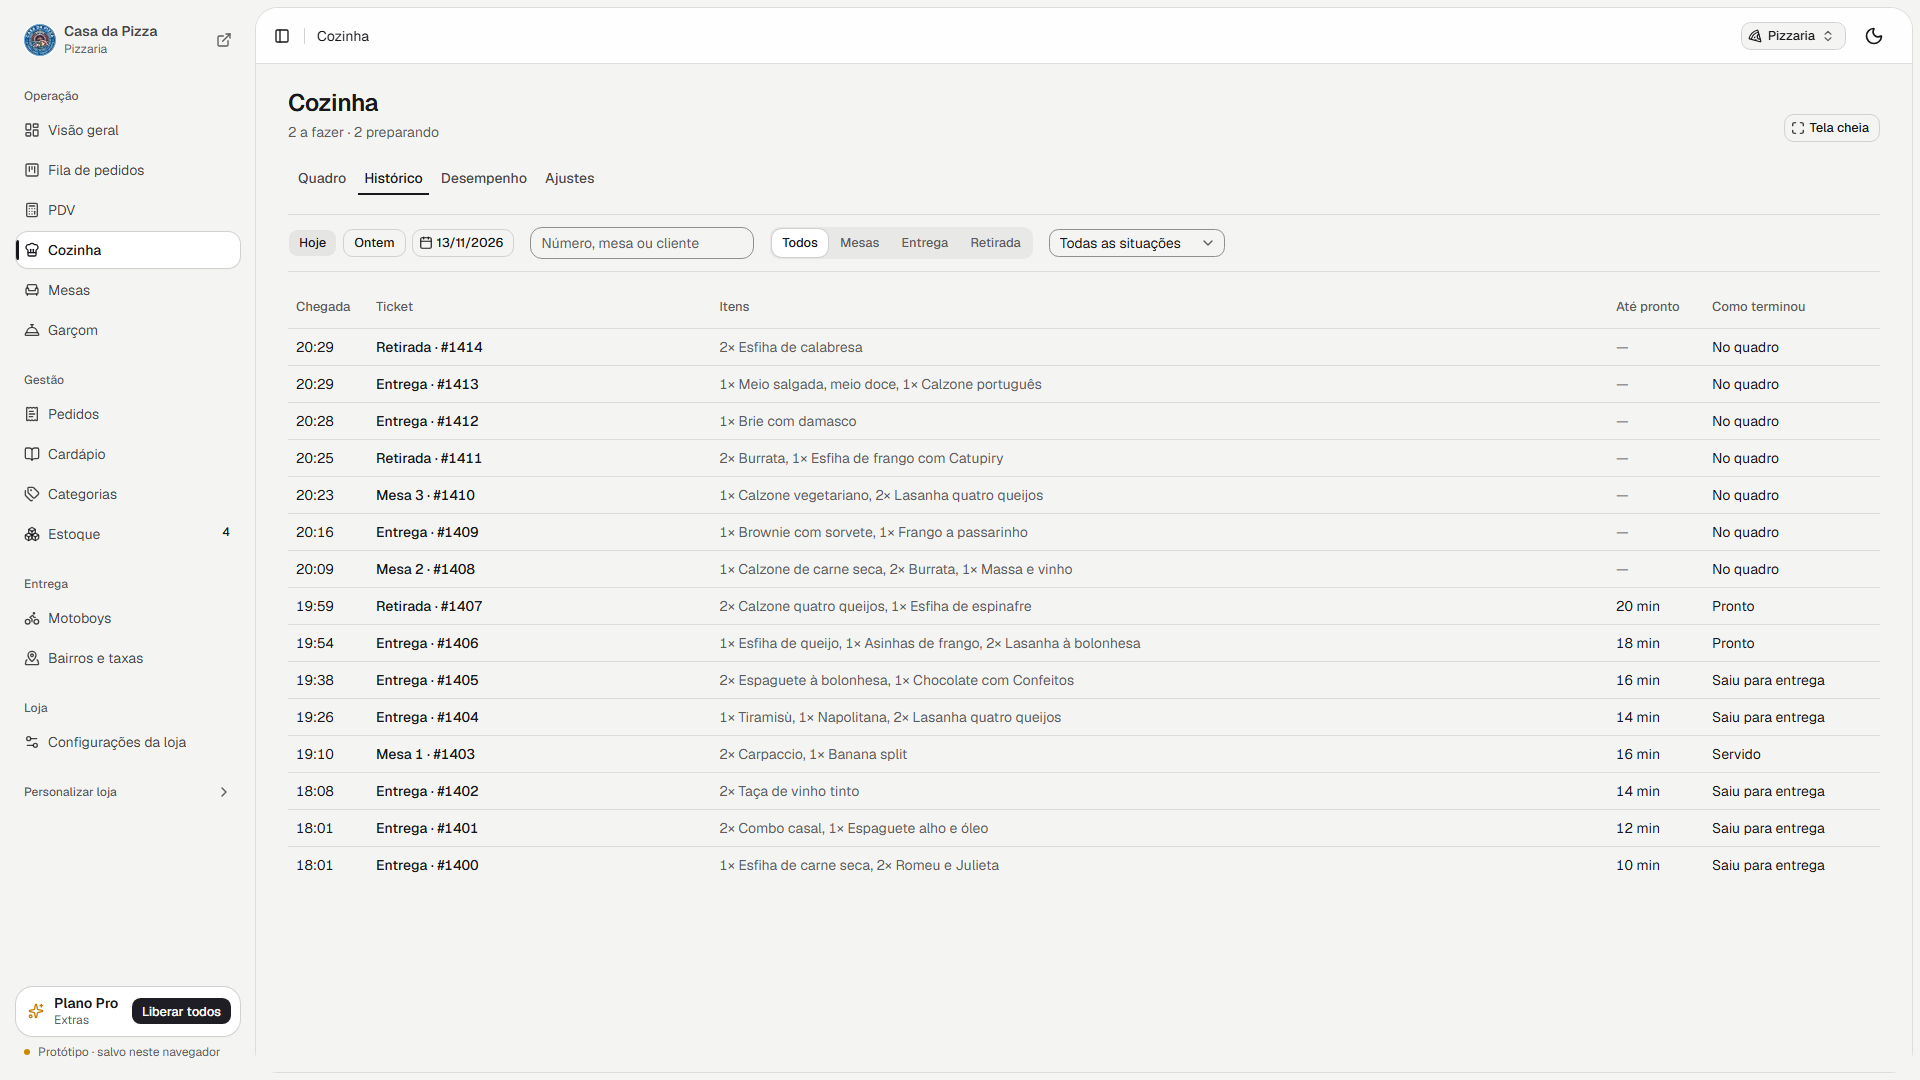 Casa da Pizza
Pizzaria
Operação
Visão geral
Fila de pedidos
PDV
Cozinha
Mesas
Garçom
Gestão
Pedidos
Cardápio
Categorias
Estoque 4
Entrega
Motoboys
Bairros e taxas
Loja
Configurações da loja
Personalizar loja
Plano Pro
Extras
Liberar todos
Protótipo · salvo neste navegador
Cozinha
Pizzaria
Cozinha
2 a fazer · 2 preparando
Tela cheia
Quadro Histórico Desempenho Ajustes
Hoje Ontem 13/11/2026 Número, mesa ou cliente Todos Mesas Entrega Retirada Todas as situações
Chegada Ticket Itens Até pronto Como terminou
20:29 Retirada · #1414 2× Esfiha de calabresa — No quadro
20:29 Entrega · #1413 1× Meio salgada, meio doce, 1× Calzone português — No quadro
20:28 Entrega · #1412 1× Brie com damasco — No quadro
20:25 Retirada · #1411 2× Burrata, 1× Esfiha de frango com Catupiry — No quadro
20:23 Mesa 3 · #1410 1× Calzone vegetariano, 2× Lasanha quatro queijos — No quadro
20:16 Entrega · #1409 1× Brownie com sorvete, 1× Frango a passarinho — No quadro
20:09 Mesa 2 · #1408 1× Calzone de carne seca, 2× Burrata, 1× Massa e vinho — No quadro
19:59 Retirada · #1407 2× Calzone quatro queijos, 1× Esfiha de espinafre 20 min Pronto
19:54 Entrega · #1406 1× Esfiha de queijo, 1× Asinhas de frango, 2× Lasanha à bolonhesa 18 min Pronto
19:38 Entrega · #1405 2× Espaguete à bolonhesa, 1× Chocolate com Confeitos 16 min Saiu para entrega
19:26 Entrega · #1404 1× Tiramisù, 1× Napolitana, 2× Lasanha quatro queijos 14 min Saiu para entrega
19:10 Mesa 1 · #1403 2× Carpaccio, 1× Banana split 16 min Servido
18:08 Entrega · #1402 2× Taça de vinho tinto 14 min Saiu para entrega
18:01 Entrega · #1401 2× Combo casal, 1× Espaguete alho e óleo 12 min Saiu para entrega
18:01 Entrega · #1400 1× Esfiha de carne seca, 2× Romeu e Julieta 10 min Saiu para entrega